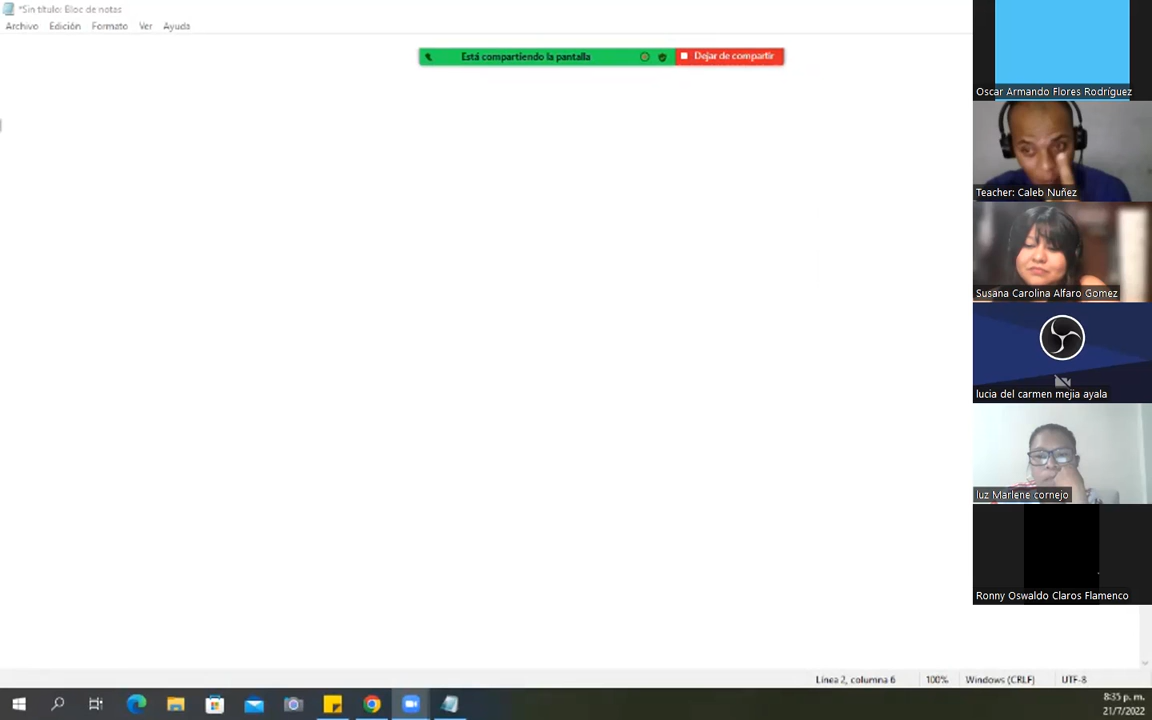 *Sin título: Bloc de notas
Archivo Edición Formato Ver Ayuda
Está compartiendo la pantalla Dejar de compartir
Oscar Armando Flores Rodríguez
Teacher: Caleb Nuñez
Susana Carolina Alfaro Gomez
lucia del carmen mejia ayala
luz Marlene cornejo
Ronny Oswaldo Claros Flamenco
Línea 2, columna 6 100% Windows (CRLF) UTF-8
8:35 p. m.
21/7/2022